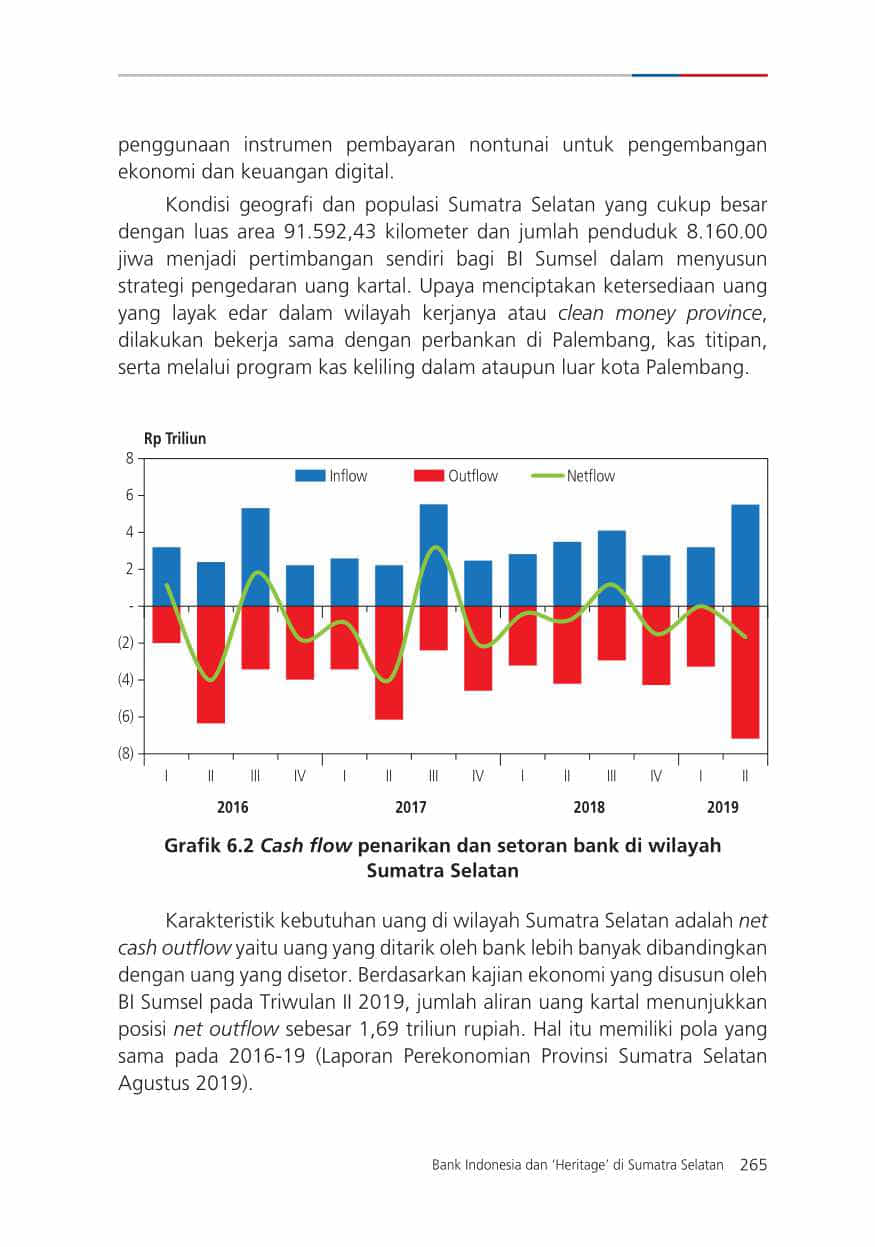 penggunaan instrumen pembayaran nontunai untuk pengembangan
ekonomi dan keuangan digital.
Kondisi geografi dan populasi Sumatra Selatan yang cukup besar
dengan luas area 91.592,43 kilometer dan jumlah penduduk 8.160.00
jiwa menjadi pertimbangan sendiri bagi BI Sumsel dalam menyusun
strategi pengedaran uang kartal. Upaya menciptakan ketersediaan uang
yang layak edar dalam wilayah kerjanya atau clean money province,
dilakukan bekerja sama dengan perbankan di Palembang, kas titipan,
serta melalui program kas keliling dalam ataupun luar kota Palembang.
Rp Triliun
8
Inflow Outflow Netflow
6
4
2
-
(2)
(4)
(6)
(8)
I II III IV I II III IV I II III IV I II
2016 2017 2018 2019
Grafik 6.2 Cash flow penarikan dan setoran bank di wilayah
Sumatra Selatan
Karakteristik kebutuhan uang di wilayah Sumatra Selatan adalah net
cash outflow yaitu uang yang ditarik oleh bank lebih banyak dibandingkan
dengan uang yang disetor. Berdasarkan kajian ekonomi yang disusun oleh
BI Sumsel pada Triwulan II 2019, jumlah aliran uang kartal menunjukkan
posisi net outflow sebesar 1,69 triliun rupiah. Hal itu memiliki pola yang
sama pada 2016-19 (Laporan Perekonomian Provinsi Sumatra Selatan
Agustus 2019).
Bank Indonesia dan ‘Heritage’ di Sumatra Selatan 265